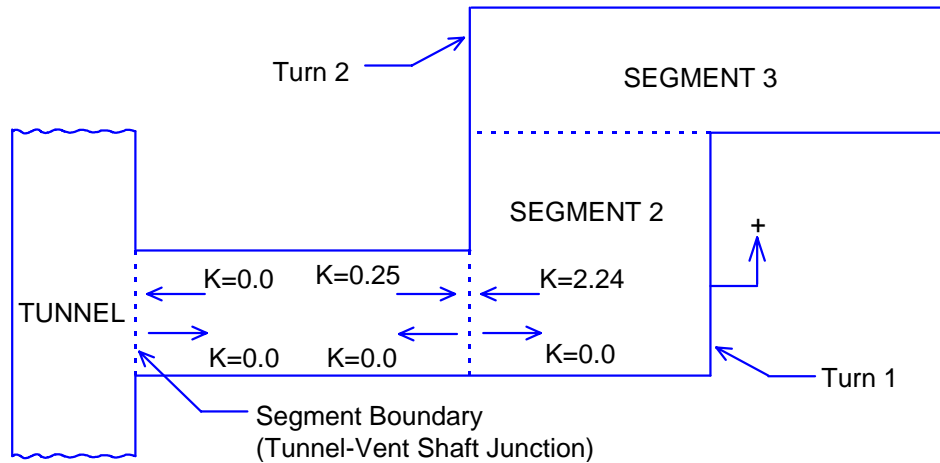 Turn 2
SEGMENT 3
SEGMENT 2
+
K=0.0
K=0.25
K=2.24
TUNNEL
K=0.0
K=0.0
K=0.0
Turn 1
Segment Boundary
(Tunnel-Vent Shaft Junction)